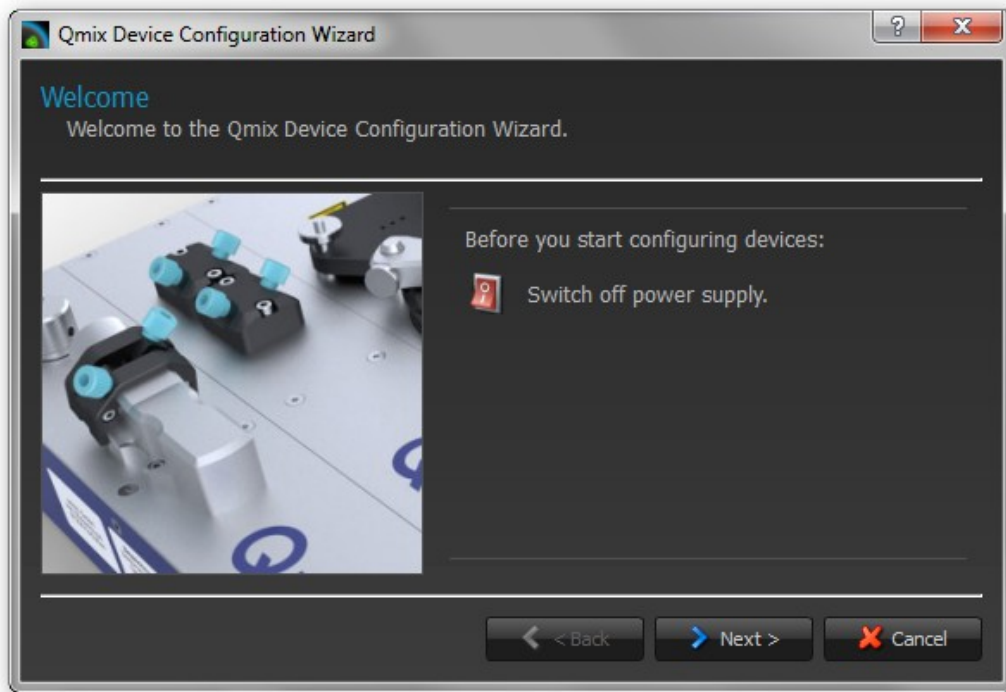 Qmix Device Configuration Wizard
?
X
Welcome
Welcome to the Qmix Device Configuration Wizard.
Before you start configuring devices:
Switch off power supply.
Q
Q
< Back
Next >
Cancel